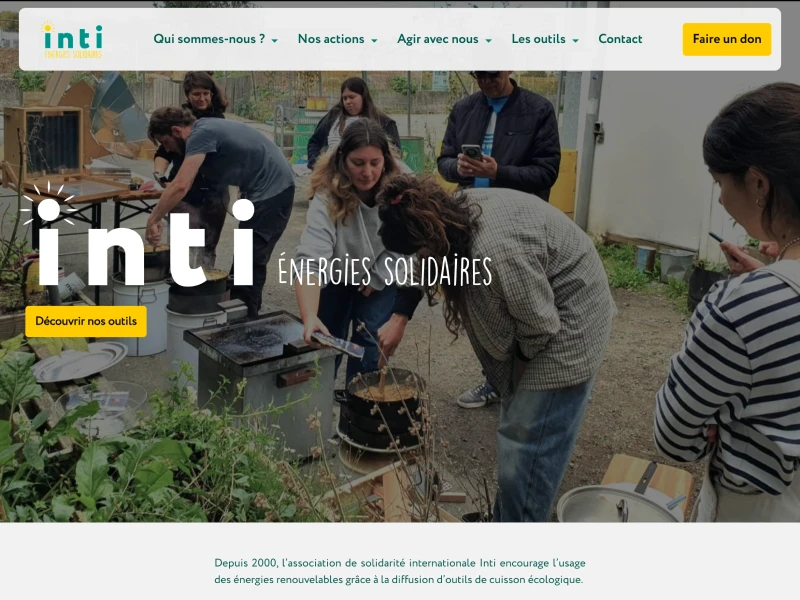 inti
ÉNERGIES SOLIDAIRES
Qui sommes-nous ?
Nos actions
Agir avec nous
Les outils
Contact
Faire un don
inti ÉNERGIES SOLIDAIRES
Découvrir nos outils
Depuis 2000, l'association de solidarité internationale Inti encourage l'usage
des énergies renouvelables grâce à la diffusion d'outils de cuisson écologique.